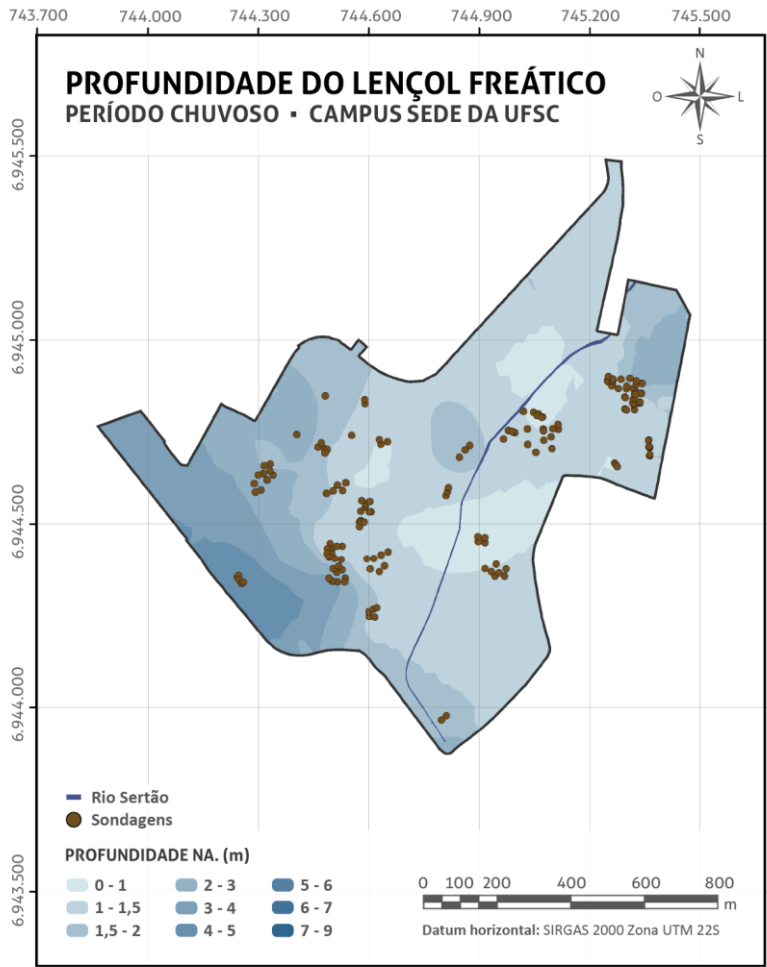 743.700 744.000 744.300 744.600 744.900 745.200 745.500
PROFUNDIDADE DO LENÇOL FREÁTICO
PERÍODO CHUVOSO ▪ CAMPUS SEDE DA UFSC
N
O L
S
6.945.500
6.945.000
6.944.500
6.944.000
6.943.500
Rio Sertão
Sondagens
PROFUNDIDADE NA. (m)
0 - 1 2 - 3 5 - 6
1 - 1,5 3 - 4 6 - 7
1,5 - 2 4 - 5 7 - 9
0 100 200 400 600 800
m
Datum horizontal: SIRGAS 2000 Zona UTM 22S